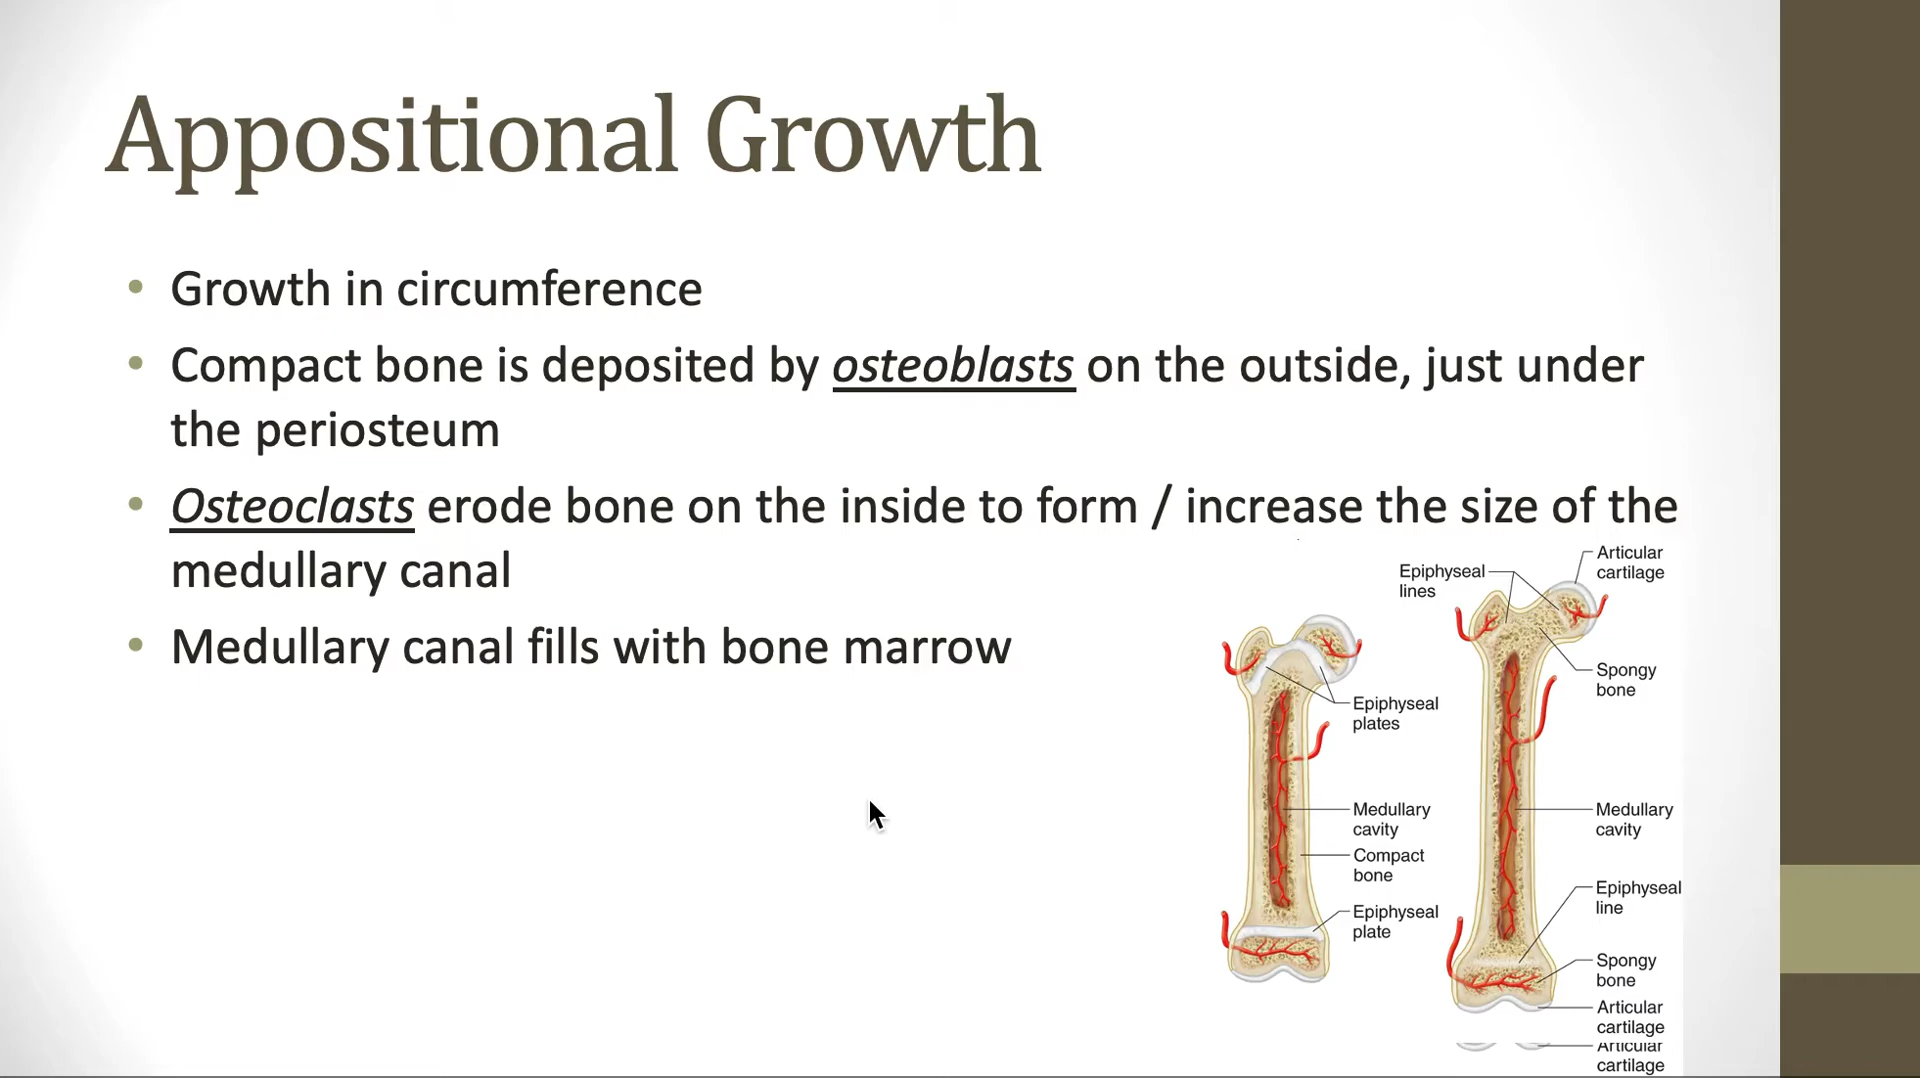 Appositional Growth
• Growth in circumference
• Compact bone is deposited by osteoblasts on the outside, just under
the periosteum
• Osteoclasts erode bone on the inside to form / increase the size of the
medullary canal
• Medullary canal fills with bone marrow
Epiphyseal
plates
Medullary
cavity
Compact
bone
Epiphyseal
plate
Epiphyseal
lines
Articular
cartilage
Spongy
bone
Medullary
cavity
Epiphyseal
line
Spongy
bone
Articular
cartilage
Articular
cartilage